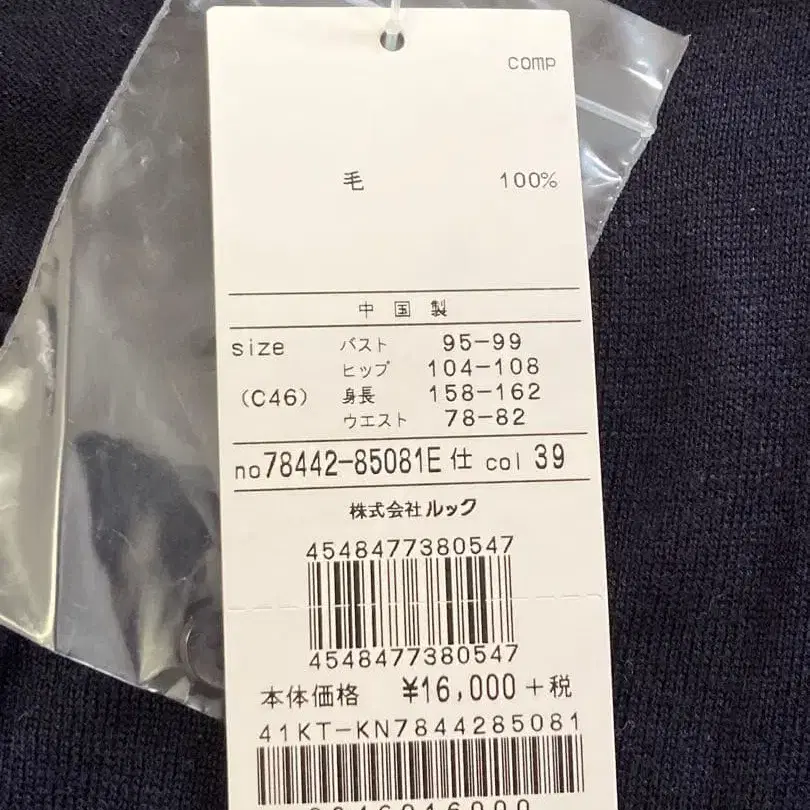 comp
毛 100%
中国製
size バスト 95-99
ヒップ 104-108
(C46) 身長 158-162
ウエスト 78-82
no78442-85081E 仕 col 39
株式会社ルック
4548477380547
4548477380547
本体価格 ¥16,000+税
41KT-KN7844285081